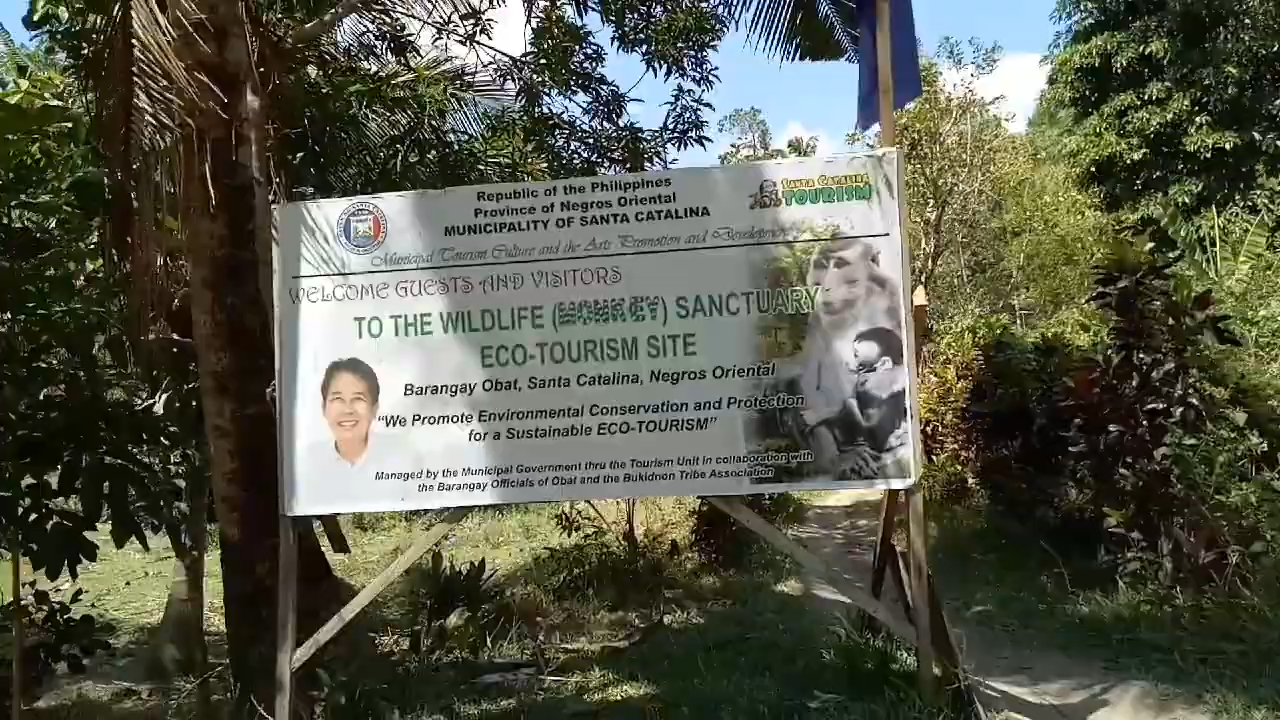 Republic of the Philippines
Province of Negros Oriental
MUNICIPALITY OF SANTA CATALINA
SANTA CATALINA
TOURISM
Municipal Tourism Culture and the Arts Promotion and Development
WELCOME GUESTS AND VISITORS
TO THE WILDLIFE (MONKEY) SANCTUARY
ECO-TOURISM SITE
Barangay Obat, Santa Catalina, Negros Oriental
“We Promote Environmental Conservation and Protection
for a Sustainable ECO-TOURISM”
Managed by the Municipal Government thru the Tourism Unit in collaboration with
the Barangay Officials of Obat and the Bukidnon Tribe Association